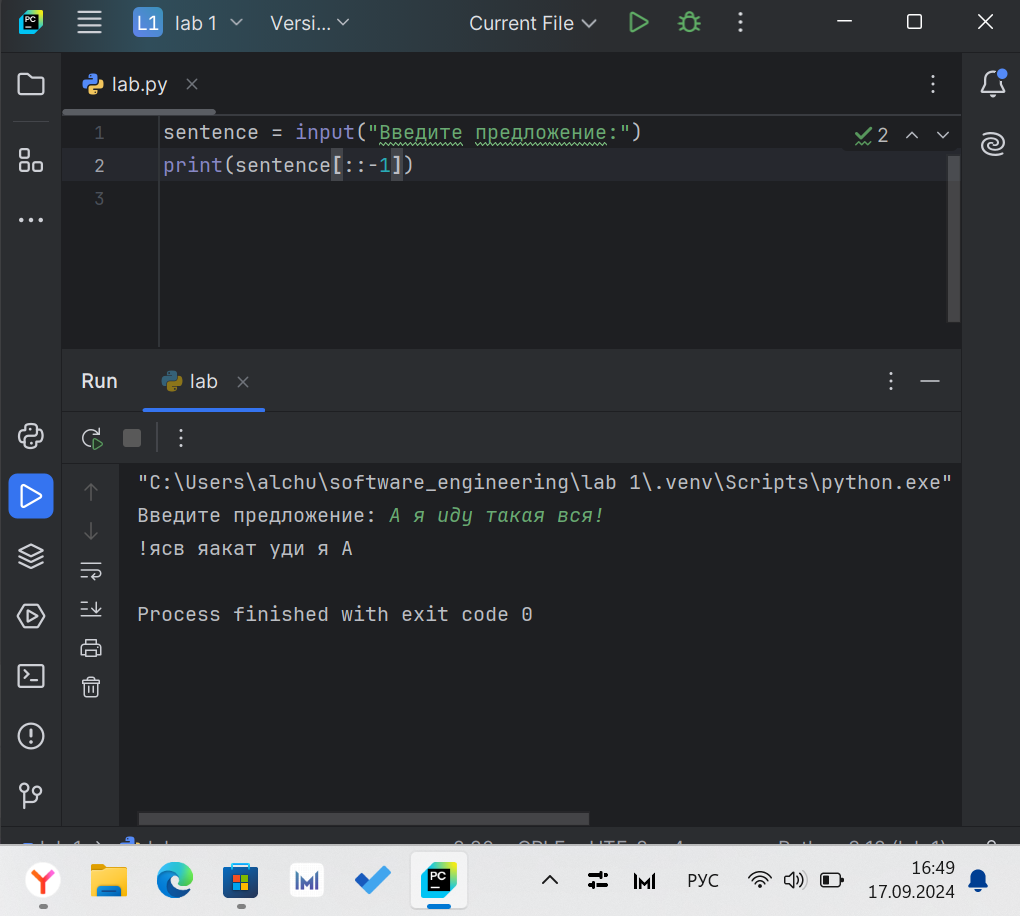 PC L1 lab 1 Versi... Current File
lab.py
1 sentence = input("Введите предложение:") 2
2 print(sentence[::-1])
3
Run lab
"C:\Users\alchu\software_engineering\lab 1\.venv\Scripts\python.exe"
Введите предложение: А я иду такая вся!
!ясв яакат уди я А
Process finished with exit code 0
PC РУС 16:49
17.09.2024